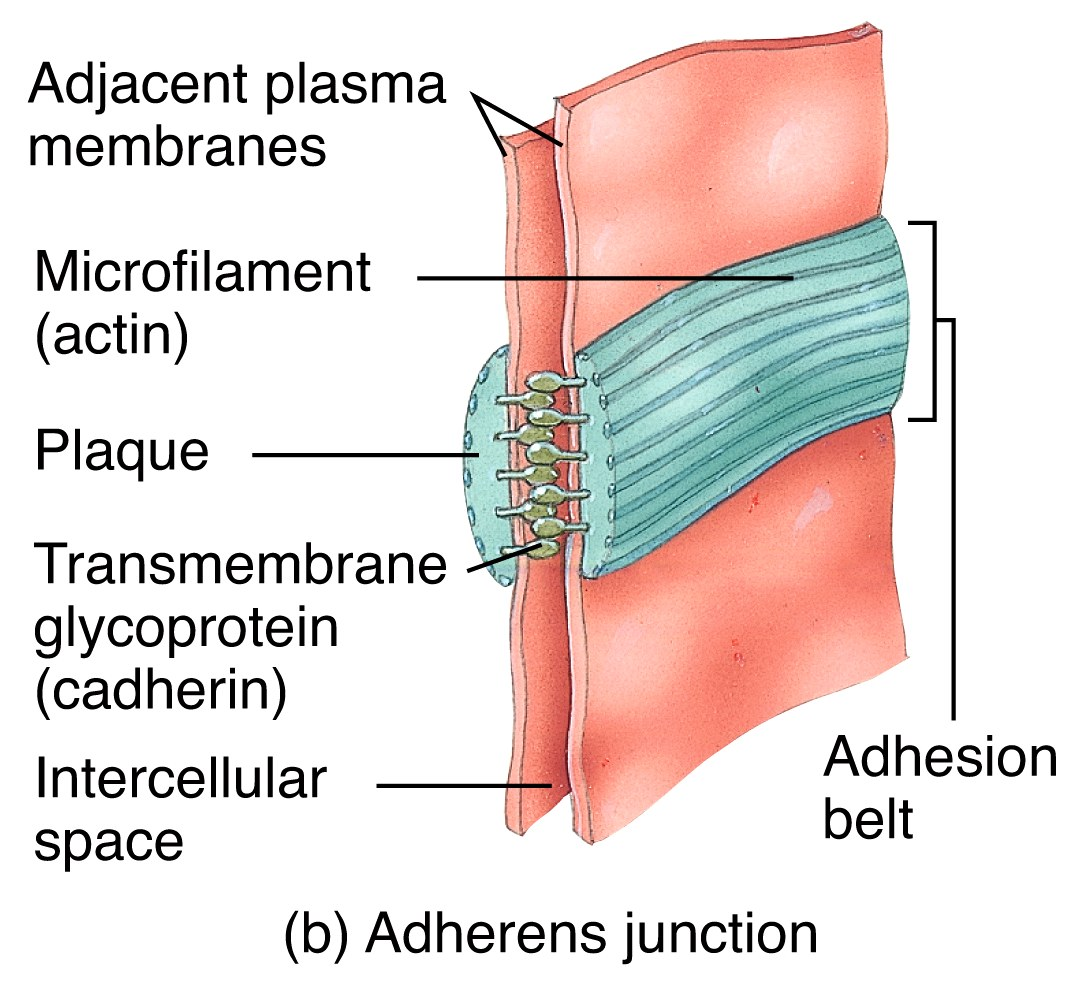 Adjacent plasma
membranes
Microfilament
(actin)
Plaque
Transmembrane
glycoprotein
(cadherin)
Intercellular
space
Adhesion
belt
(b) Adherens junction